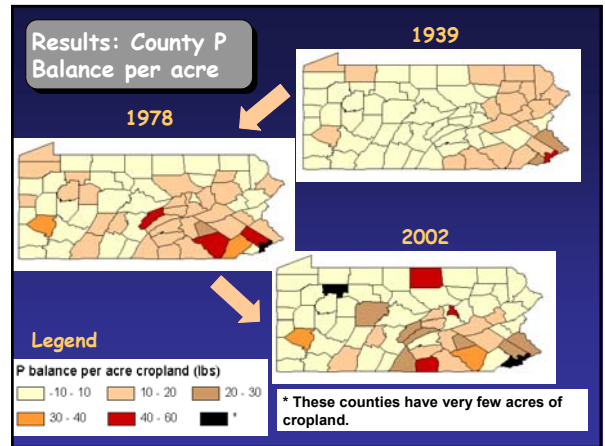 Results: County P
Balance per acre
1939
1978
2002
Legend
P balance per acre cropland (lbs)
-10 - 10
10 - 20
20 - 30
30 - 40
40 - 60
*
* These counties have very few acres of
cropland.